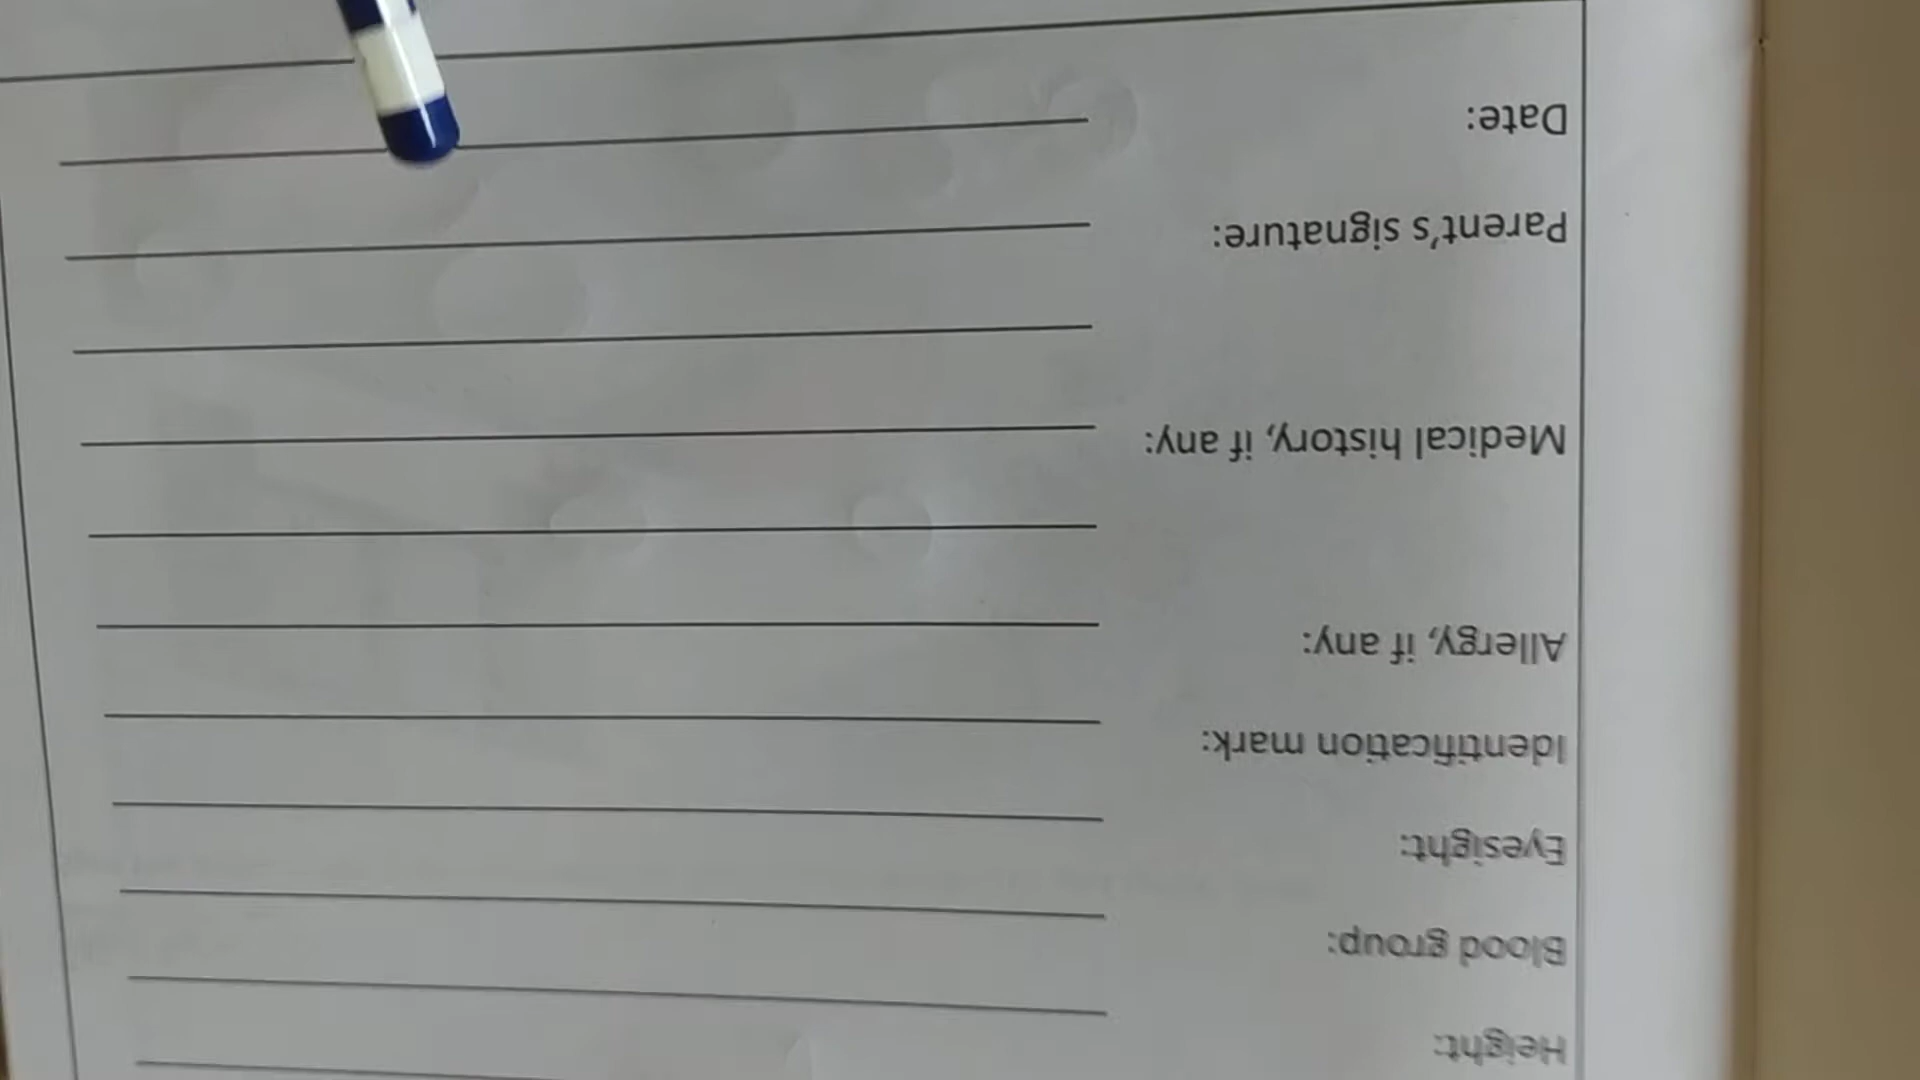 Height:
Blood group:
Eyesight:
Identification mark:
Allergy, if any:
Medical history, if any:
Parent's signature:
Date: